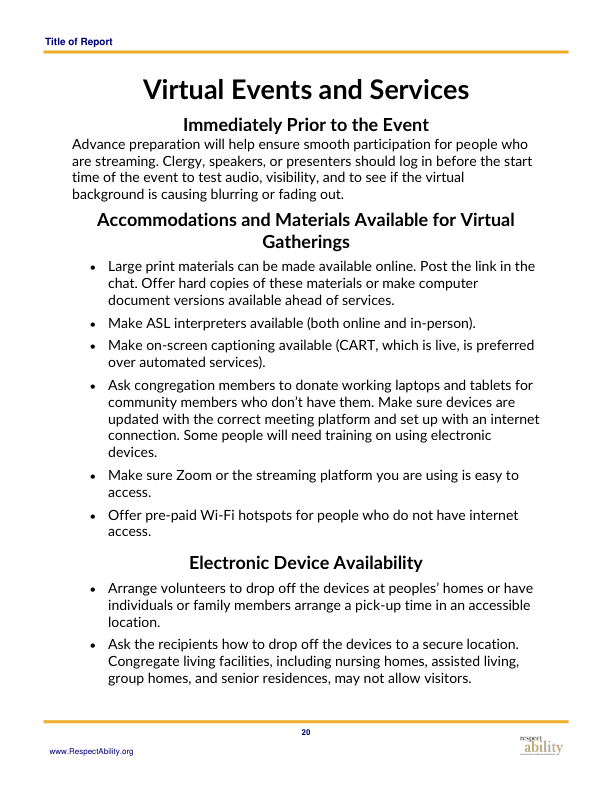 Title of Report
Virtual Events and Services
Immediately Prior to the Event
Advance preparation will help ensure smooth participation for people who
are streaming. Clergy, speakers, or presenters should log in before the start
time of the event to test audio, visibility, and to see if the virtual
background is causing blurring or fading out.
Accommodations and Materials Available for Virtual
Gatherings
• Large print materials can be made available online. Post the link in the
chat. Offer hard copies of these materials or make computer
document versions available ahead of services.
• Make ASL interpreters available (both online and in-person).
• Make on-screen captioning available (CART, which is live, is preferred
over automated services).
• Ask congregation members to donate working laptops and tablets for
community members who don’t have them. Make sure devices are
updated with the correct meeting platform and set up with an internet
connection. Some people will need training on using electronic
devices.
• Make sure Zoom or the streaming platform you are using is easy to
access.
• Offer pre-paid Wi-Fi hotspots for people who do not have internet
access.
Electronic Device Availability
• Arrange volunteers to drop off the devices at peoples’ homes or have
individuals or family members arrange a pick-up time in an accessible
location.
• Ask the recipients how to drop off the devices to a secure location.
Congregate living facilities, including nursing homes, assisted living,
group homes, and senior residences, may not allow visitors.
20
www.RespectAbility.org
respect
ability